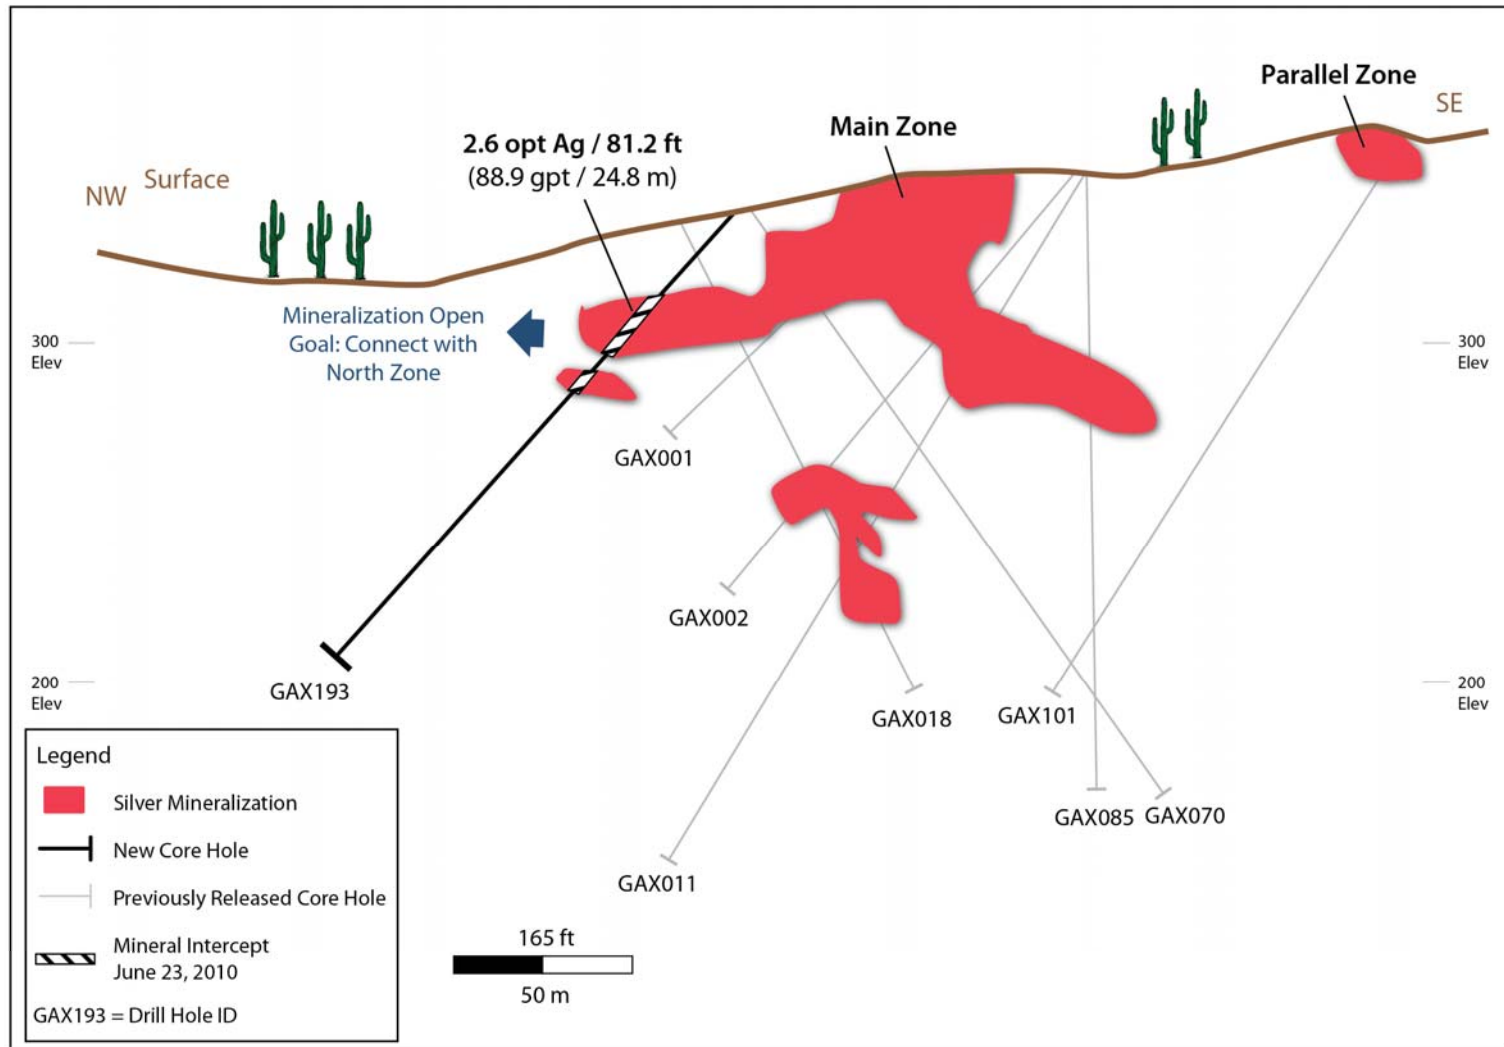 Parallel Zone
SE
Main Zone
2.6 opt Ag / 81.2 ft
(88.9 gpt / 24.8 m)
Surface
NW
Mineralization Open
Goal: Connect with
North Zone
300
Elev
300
Elev
GAX001
GAX002
GAX193
200
Elev
200
Elev
GAX018
GAX101
GAX085
GAX070
GAX011
Legend
Silver Mineralization
New Core Hole
Previously Released Core Hole
Mineral Intercept
June 23, 2010
GAX193 = Drill Hole ID
165 ft
50 m